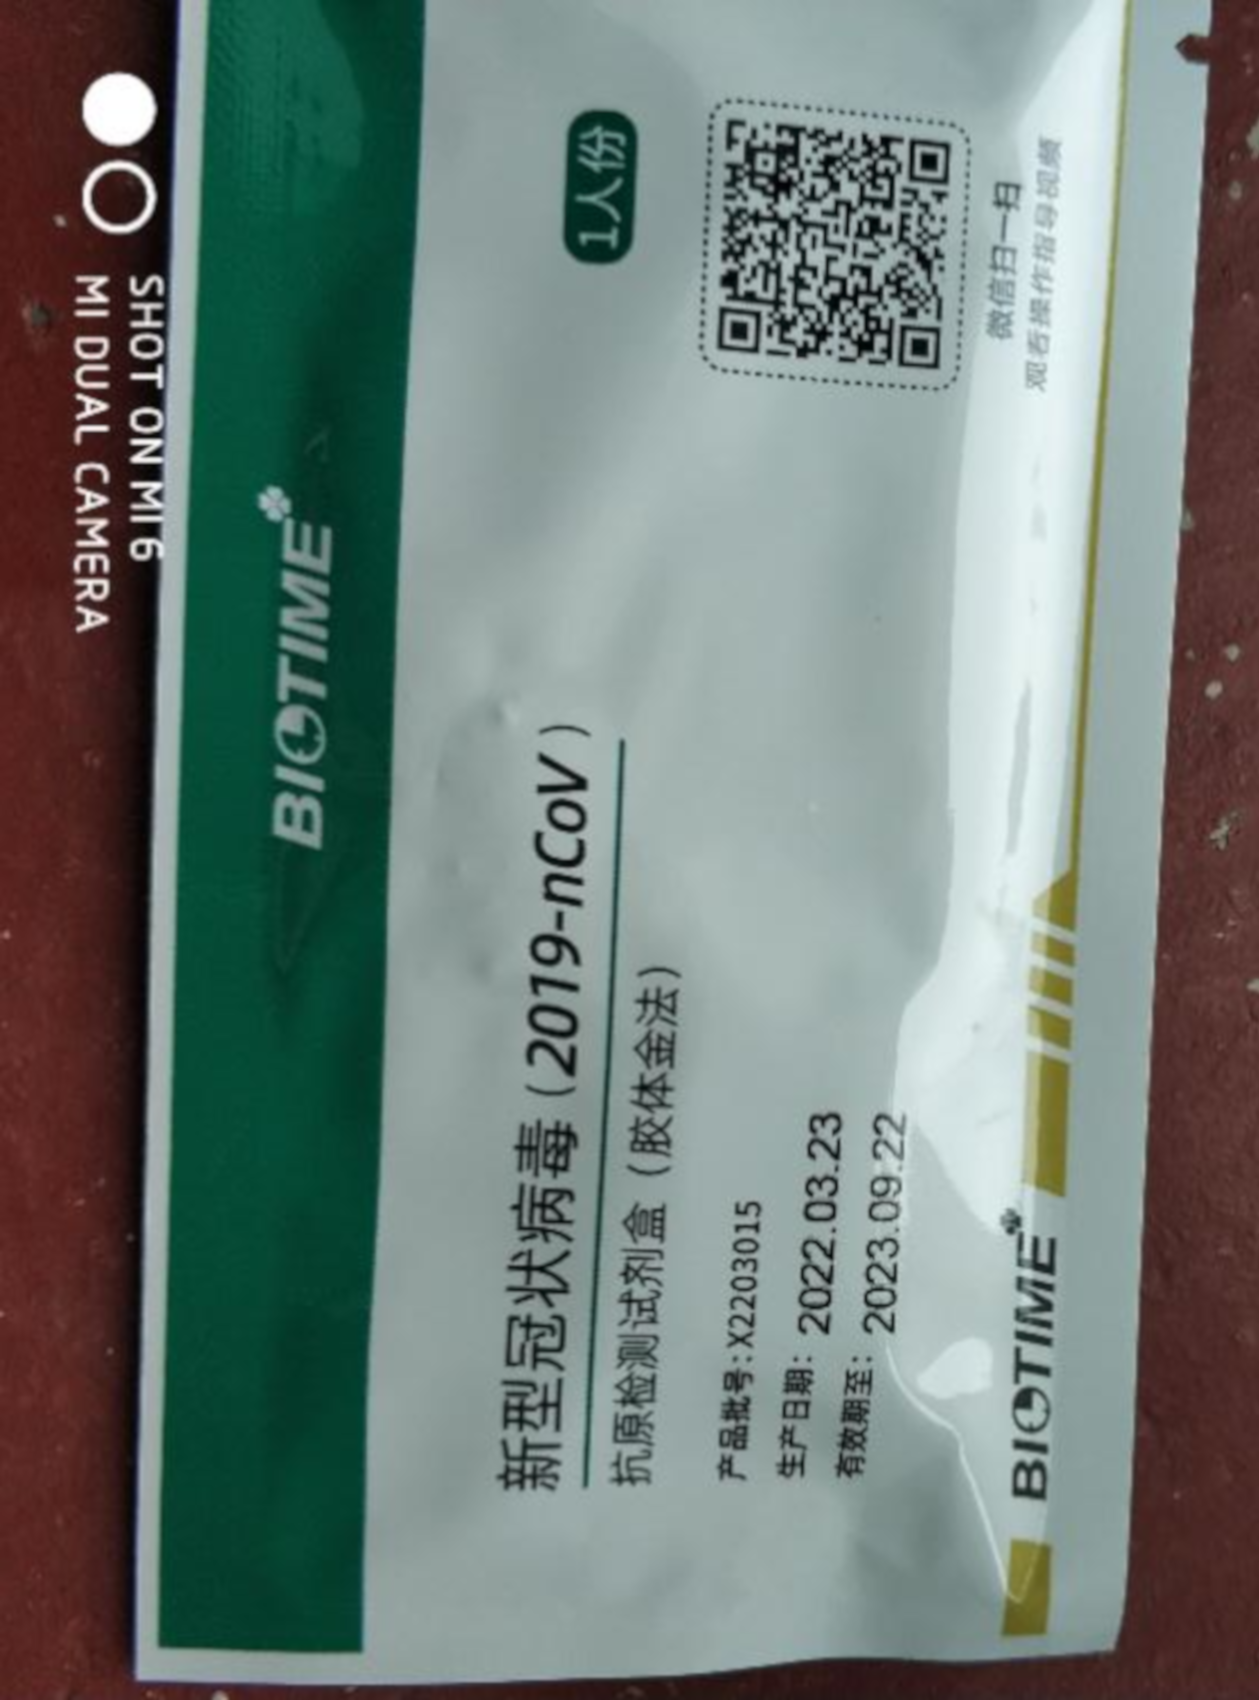 BIOTIME
1人份
新型冠状病毒（2019-nCoV）
抗原检测试剂盒（胶体金法）
产品批号：X2203015
生产日期：2022.03.23
有效期至：2023.09.22
微信扫一扫
观看操作指导视频
BIOTIME
SHOT ON MI 6
MI DUAL CAMERA